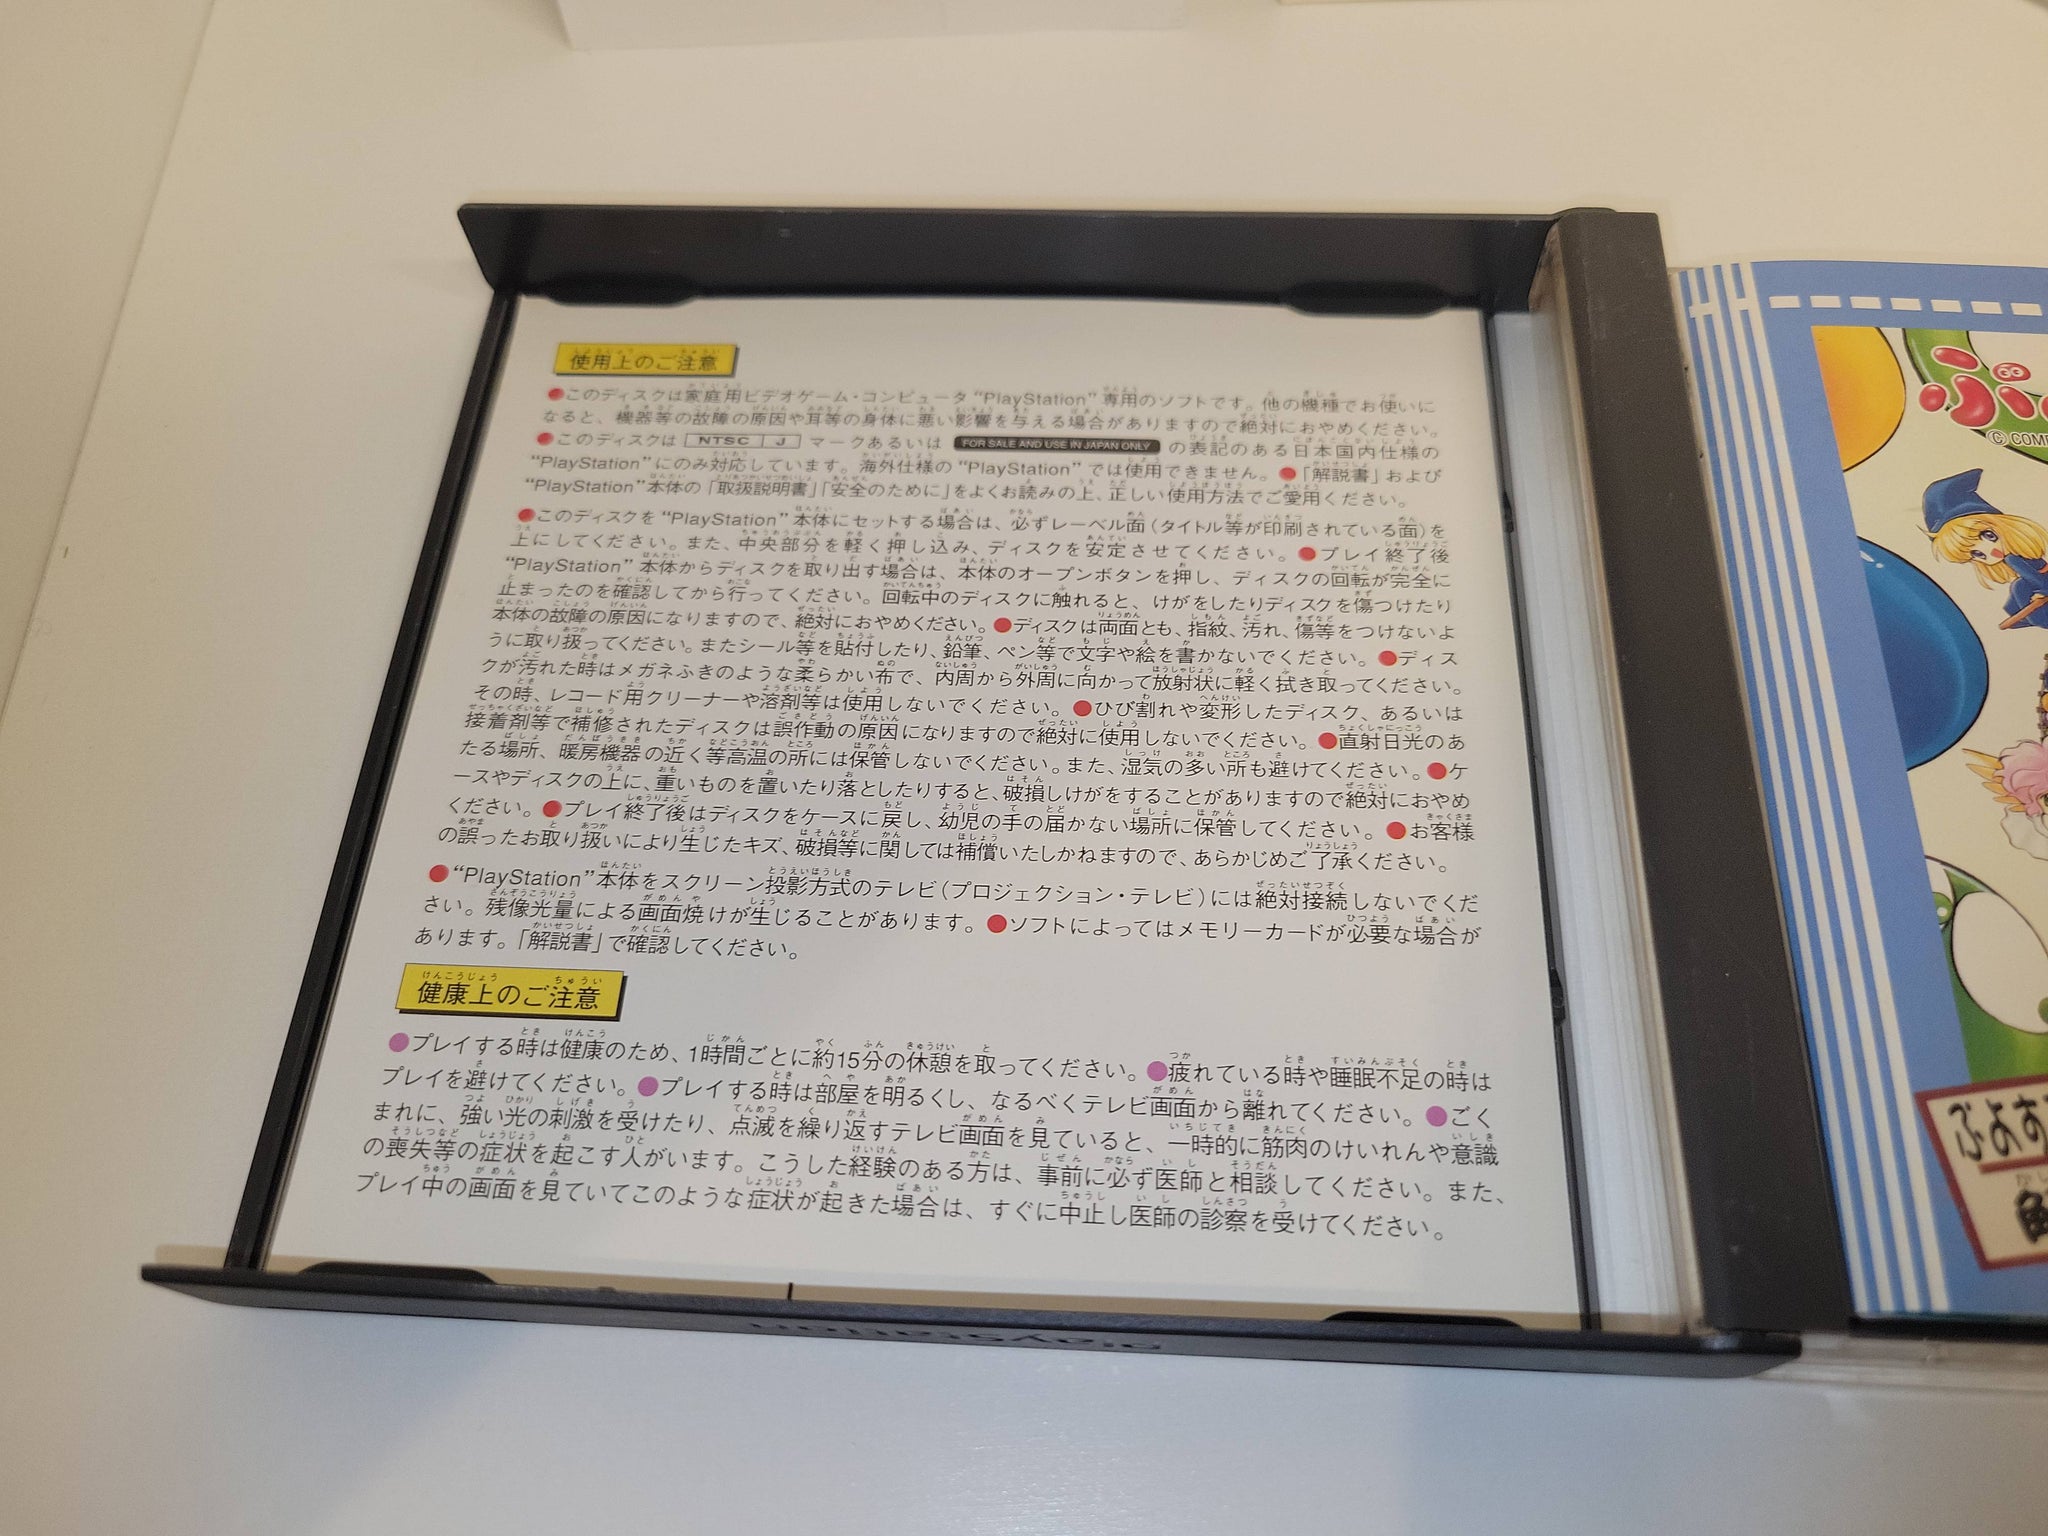 使用上のご注意
●このディスクは家庭用ビデオゲーム・コンピュータ“PlayStation”専用のソフトです。他の機種でお使いに
なると、機器等の故障の原因や耳等の身体に悪い影響を与える場合がありますので絶対におやめください。
●このディスクは NTSC J マークあるいは FOR SALE AND USE IN JAPAN ONLY の表記のある日本国内仕様の
“PlayStation”にのみ対応しています。海外仕様の“PlayStation”では使用できません。●「解説書」および
“PlayStation”本体の「取扱説明書」「安全のために」をよくお読みの上、正しい使用方法でご愛用ください。
●このディスクを“PlayStation”本体にセットする場合は、必ずレーベル面(タイトル等が印刷されている面)を
上にしてください。また、中央部分を軽く押し込み、ディスクを安定させてください。●プレイ終了後
“PlayStation”本体からディスクを取り出す場合は、本体のオープンボタンを押し、ディスクの回転が完全に
止まったのを確認してから行ってください。回転中のディスクに触れると、けがをしたりディスクを傷つけたり
本体の故障の原因になりますので、絶対におやめください。●ディスクは両面とも、指紋、汚れ、傷等をつけないよ
うに取り扱ってください。またシール等を貼付したり、鉛筆、ペン等で文字や絵を書かないでください。●ディス
クが汚れた時はメガネふきのような柔らかい布で、内周から外周に向かって放射状に軽く拭き取ってください。
その時、レコード用クリーナーや溶剤等は使用しないでください。●ひび割れや変形したディスク、あるいは
接着剤等で補修されたディスクは誤作動の原因になりますので絶対に使用しないでください。●直射日光のあ
たる場所、暖房機器の近く等高温の所には保管しないでください。また、湿気の多い所も避けてください。●ケ
ースやディスクの上に、重いものを置いたり落としたりすると、破損しけがをすることがありますので絶対におやめ
ください。●プレイ終了後はディスクをケースに戻し、幼児の手の届かない場所に保管してください。●お客様
の誤ったお取り扱いにより生じたキズ、破損等に関しては補償いたしかねますので、あらかじめご了承ください。
●“PlayStation”本体をスクリーン投影方式のテレビ(プロジェクション・テレビ)には絶対接続しないでくだ
さい。残像光量による画面焼けが生じることがあります。●ソフトによってはメモリーカードが必要な場合が
あります。「解説書」で確認してください。
健康上のご注意
●プレイする時は健康のため、1時間ごとに約15分の休憩を取ってください。●疲れている時や睡眠不足の時は
プレイを避けてください。●プレイする時は部屋を明るくし、なるべくテレビ画面から離れてください。●ごく
まれに、強い光の刺激を受けたり、点滅を繰り返すテレビ画面を見ていると、一時的に筋肉のけいれんや意識
の喪失等の症状を起こす人がいます。こうした経験のある方は、事前に必ず医師と相談してください。また、
プレイ中の画面を見ていてこのような症状が起きた場合は、すぐに中止し医師の診察を受けてください。
PlayStation
ぷよ
© COMP
ぷよす